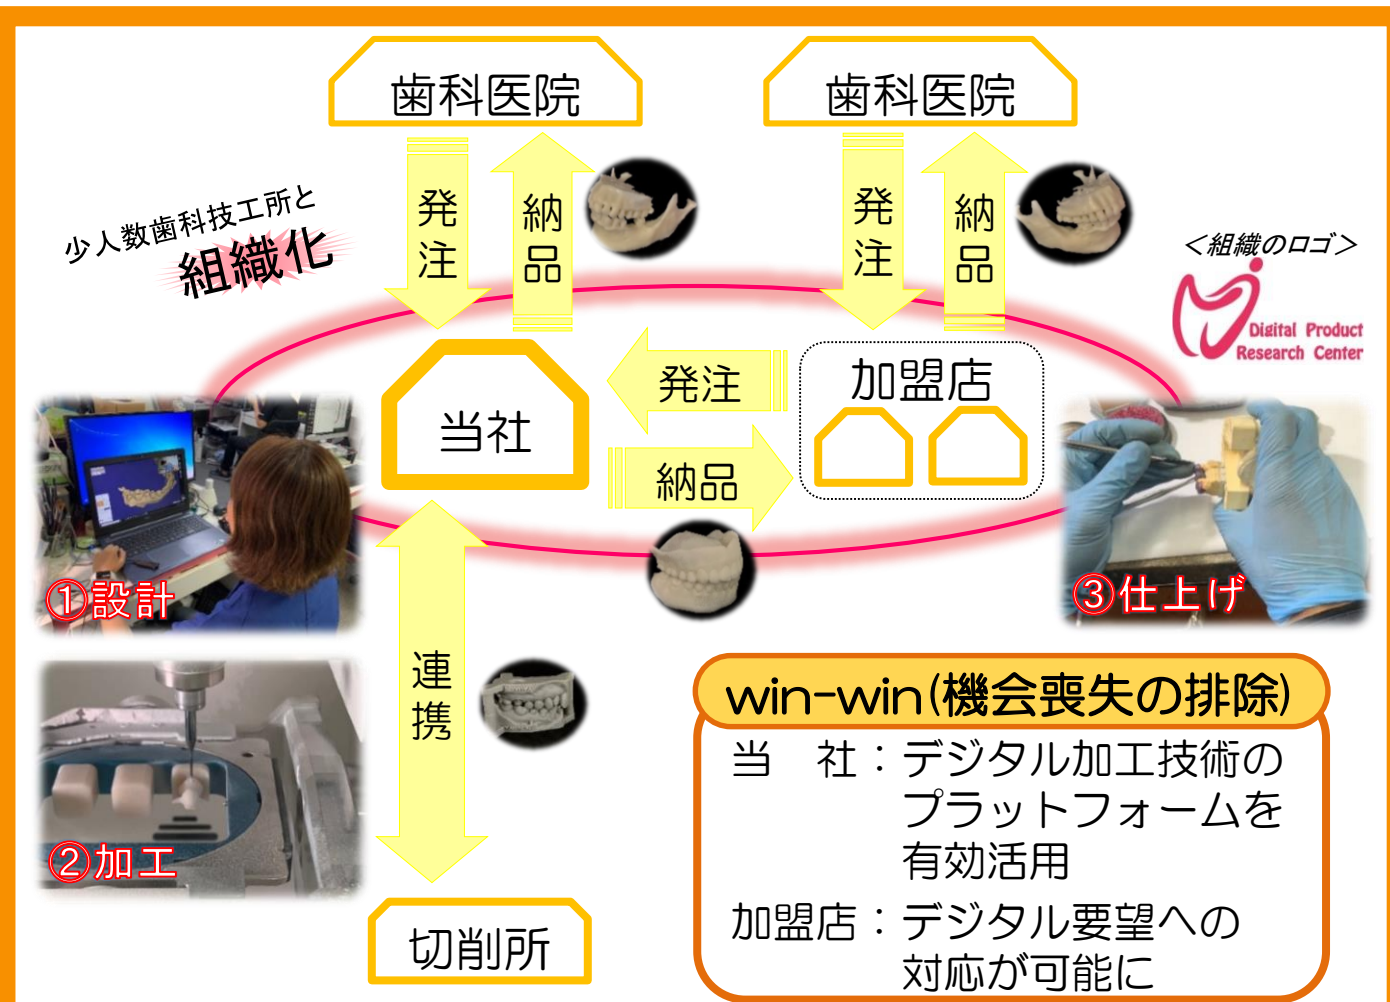 歯科医院
歯科医院
発注
納品
発注
納品
少人数歯科技工所と
組織化
＜組織のロゴ＞
Digital Product
Research Center
当社
発注
納品
加盟店
①設計
③仕上げ
連携
②加工
切削所
win-win(機会喪失の排除)
当　社：デジタル加工技術の
プラットフォームを
有効活用
加盟店：デジタル要望への
対応が可能に